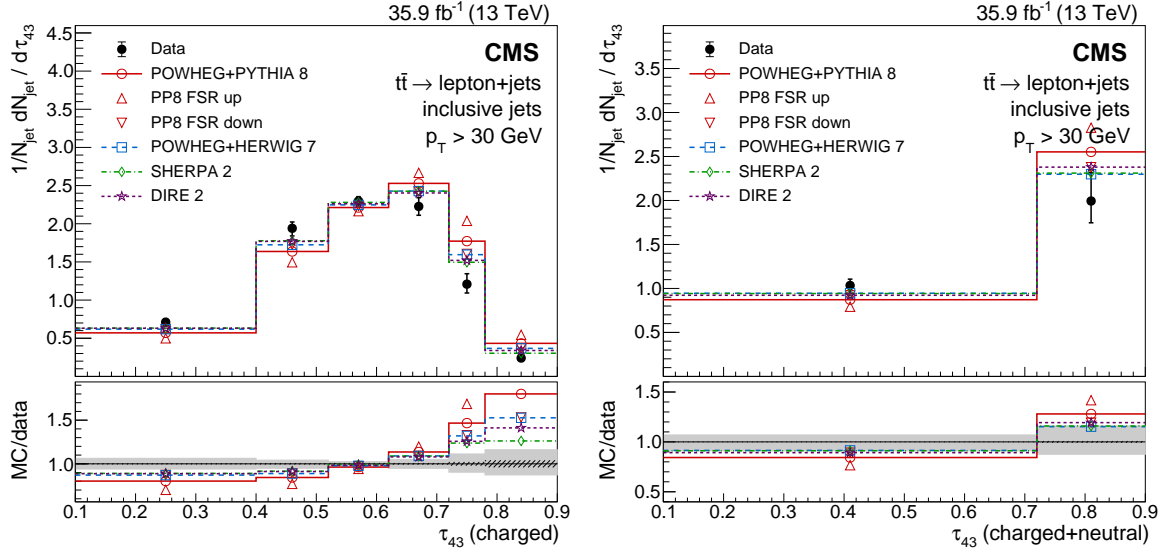 35.9 fb⁻¹ (13 TeV)
1/N_jet dN_jet / dτ₄₃
4.5
4.0
3.5
3.0
2.5
2.0
1.5
1.0
0.5
Data
POWHEG+PYTHIA 8
PP8 FSR up
PP8 FSR down
POWHEG+HERWIG 7
SHERPA 2
DIRE 2
CMS
tt̄ → lepton+jets
inclusive jets
p_T > 30 GeV
MC/data
1.5
1.0
0.1 0.2 0.3 0.4 0.5 0.6 0.7 0.8 0.9
τ₄₃ (charged)
35.9 fb⁻¹ (13 TeV)
1/N_jet dN_jet / dτ₄₃
3.5
3.0
2.5
2.0
1.5
1.0
0.5
Data
POWHEG+PYTHIA 8
PP8 FSR up
PP8 FSR down
POWHEG+HERWIG 7
SHERPA 2
DIRE 2
CMS
tt̄ → lepton+jets
inclusive jets
p_T > 30 GeV
MC/data
1.5
1.0
0.5
0.1 0.2 0.3 0.4 0.5 0.6 0.7 0.8 0.9
τ₄₃ (charged+neutral)